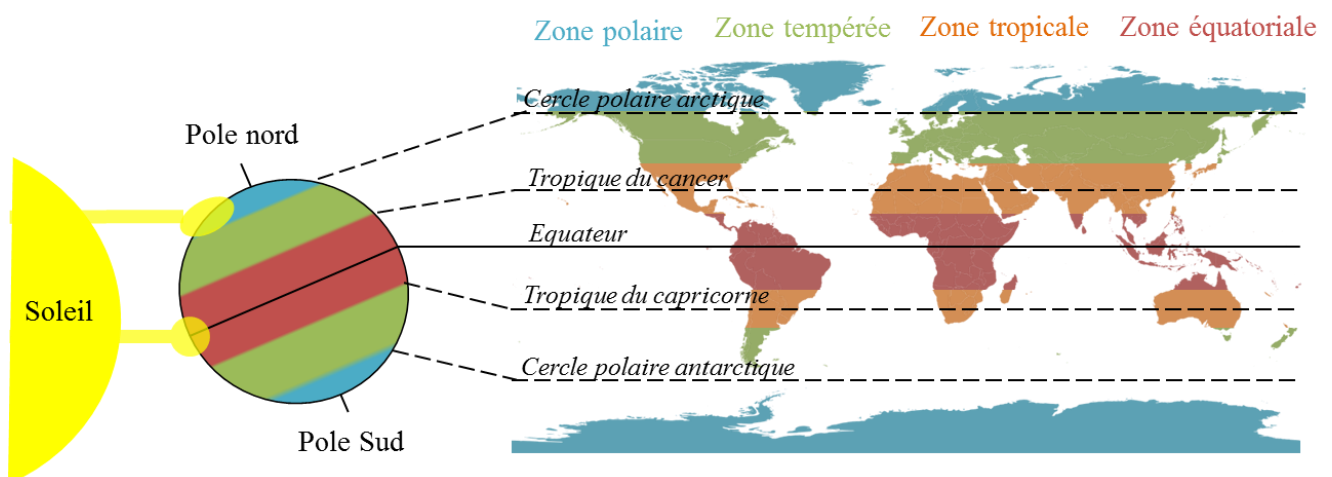 Zone polaire
Zone tempérée
Zone tropicale
Zone équatoriale
Cercle polaire arctique
Pole nord
Tropique du cancer
Equateur
Soleil
Tropique du capricorne
Cercle polaire antarctique
Pole Sud